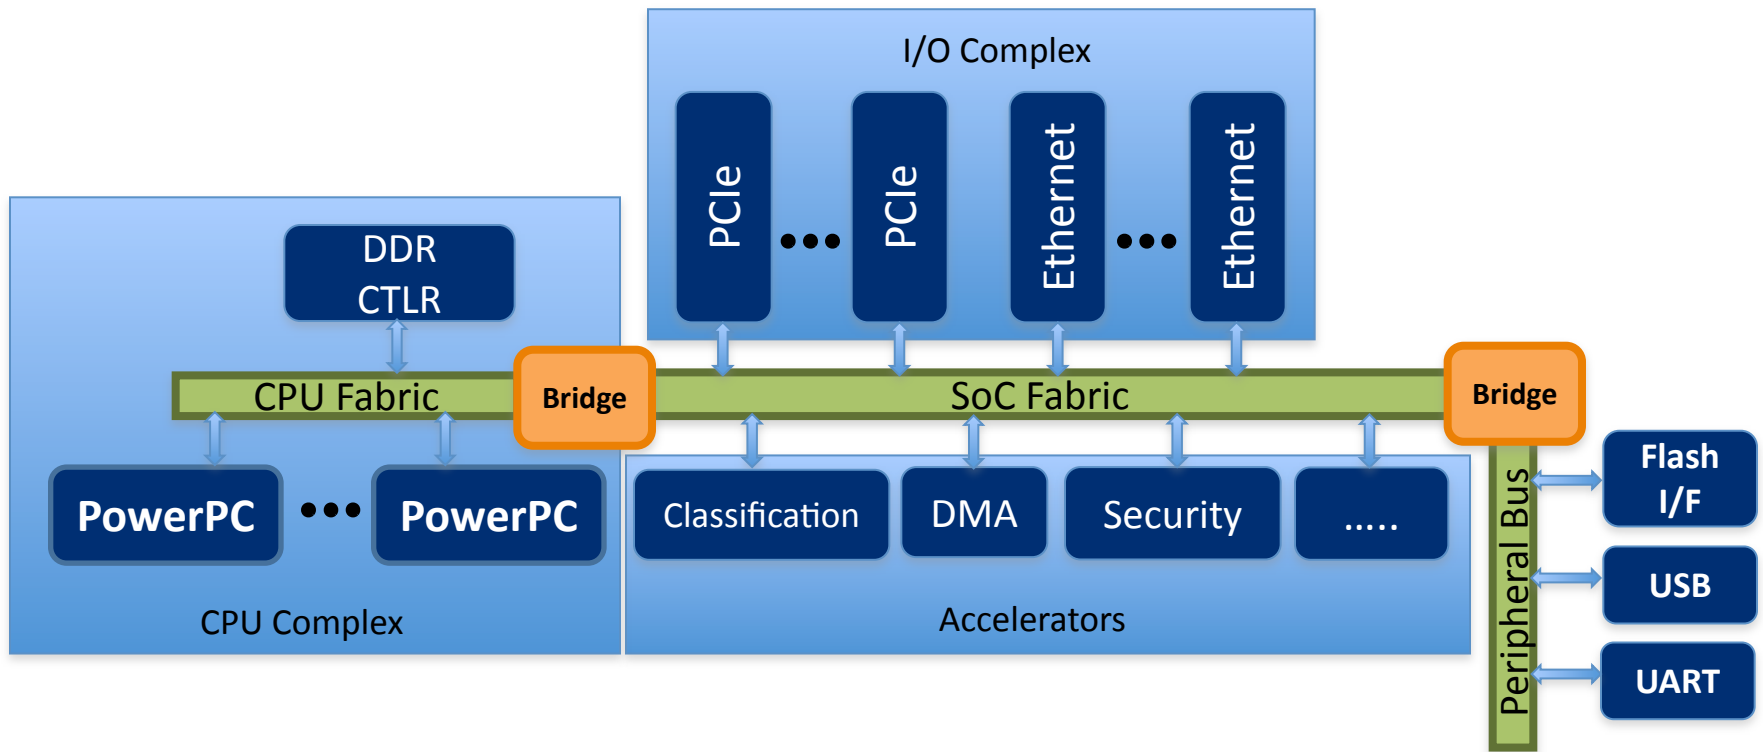 I/O Complex
PCIe
PCIe
Ethernet
Ethernet
DDR
CTLR
CPU Fabric
Bridge
SoC Fabric
Bridge
PowerPC
PowerPC
CPU Complex
Classification
DMA
Security
.....
Accelerators
Peripheral Bus
Flash
I/F
USB
UART